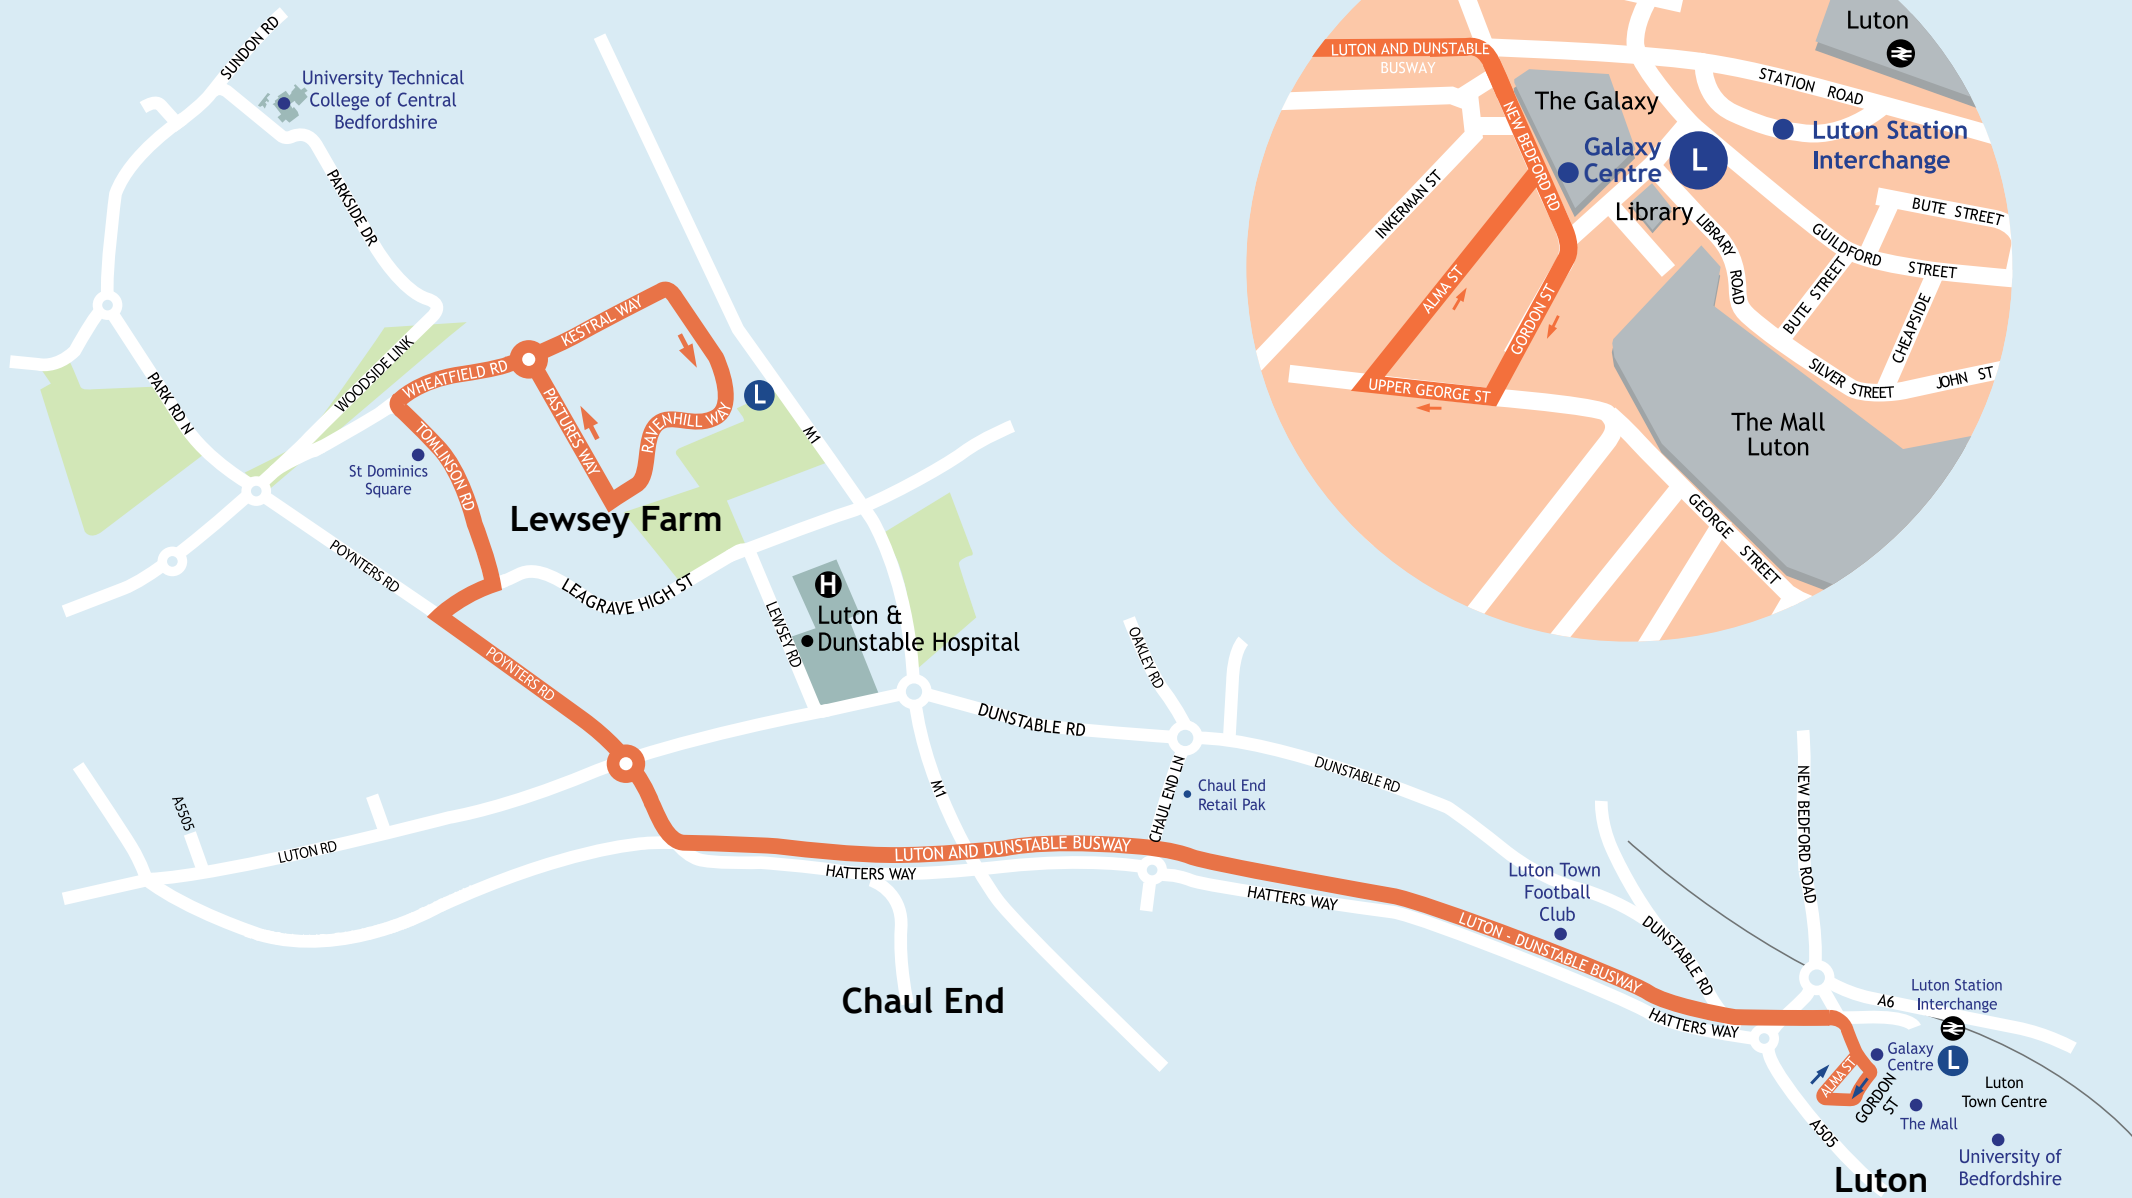 SUNDON RD
University Technical
College of Central
Bedfordshire
PARKSIDE DR
KESTRAL WAY
WOODSIDE LINK
WHEATFIELD RD
PARK RD N
PASTURES WAY
RAVENHILL WAY
L
M1
TOMLINSON RD
St Dominics
Square
Lewsey Farm
POYNTERS RD
LEAGRAVE HIGH ST
H
Luton &
Dunstable Hospital
LEWSEY RD
POYNTERS RD
OAKLEY RD
DUNSTABLE RD
DUNSTABLE RD
CHAUL END LN
Chaul End
Retail Pak
M1
A5505
LUTON RD
LUTON AND DUNSTABLE BUSWAY
HATTERS WAY
HATTERS WAY
Luton Town
Football
Club
LUTON - DUNSTABLE BUSWAY
DUNSTABLE RD
NEW BEDFORD ROAD
Chaul End
HATTERS WAY
A6
Luton Station
Interchange
Galaxy
Centre
L
ALMA ST
GORDON
ST
Luton
Town Centre
The Mall
A505
University of
Bedfordshire
Luton
LUTON AND DUNSTABLE
BUSWAY
Luton
STATION ROAD
The Galaxy
NEW BEDFORD RD
Galaxy
Centre
L
Luton Station
Interchange
INKERMAN ST
Library
LIBRARY ROAD
BUTE STREET
GUILDFORD STREET
BUTE STREET
CHEAPSIDE
ALMA ST
GORDON ST
UPPER GEORGE ST
SILVER STREET
JOHN ST
The Mall
Luton
GEORGE STREET